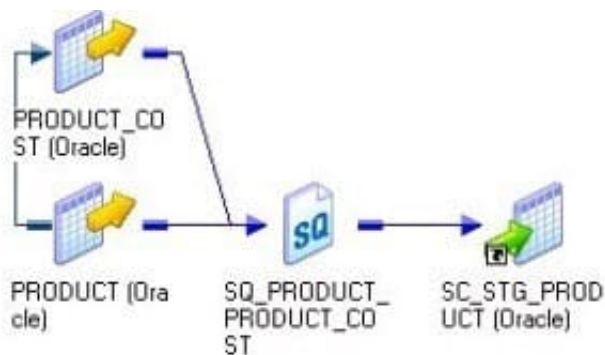 PRODUCT_CO
ST (Oracle)
PRODUCT (Ora
cle)
SQ
SQ_PRODUCT_
PRODUCT_CO
ST
SC_STG_PROD
UCT (Oracle)